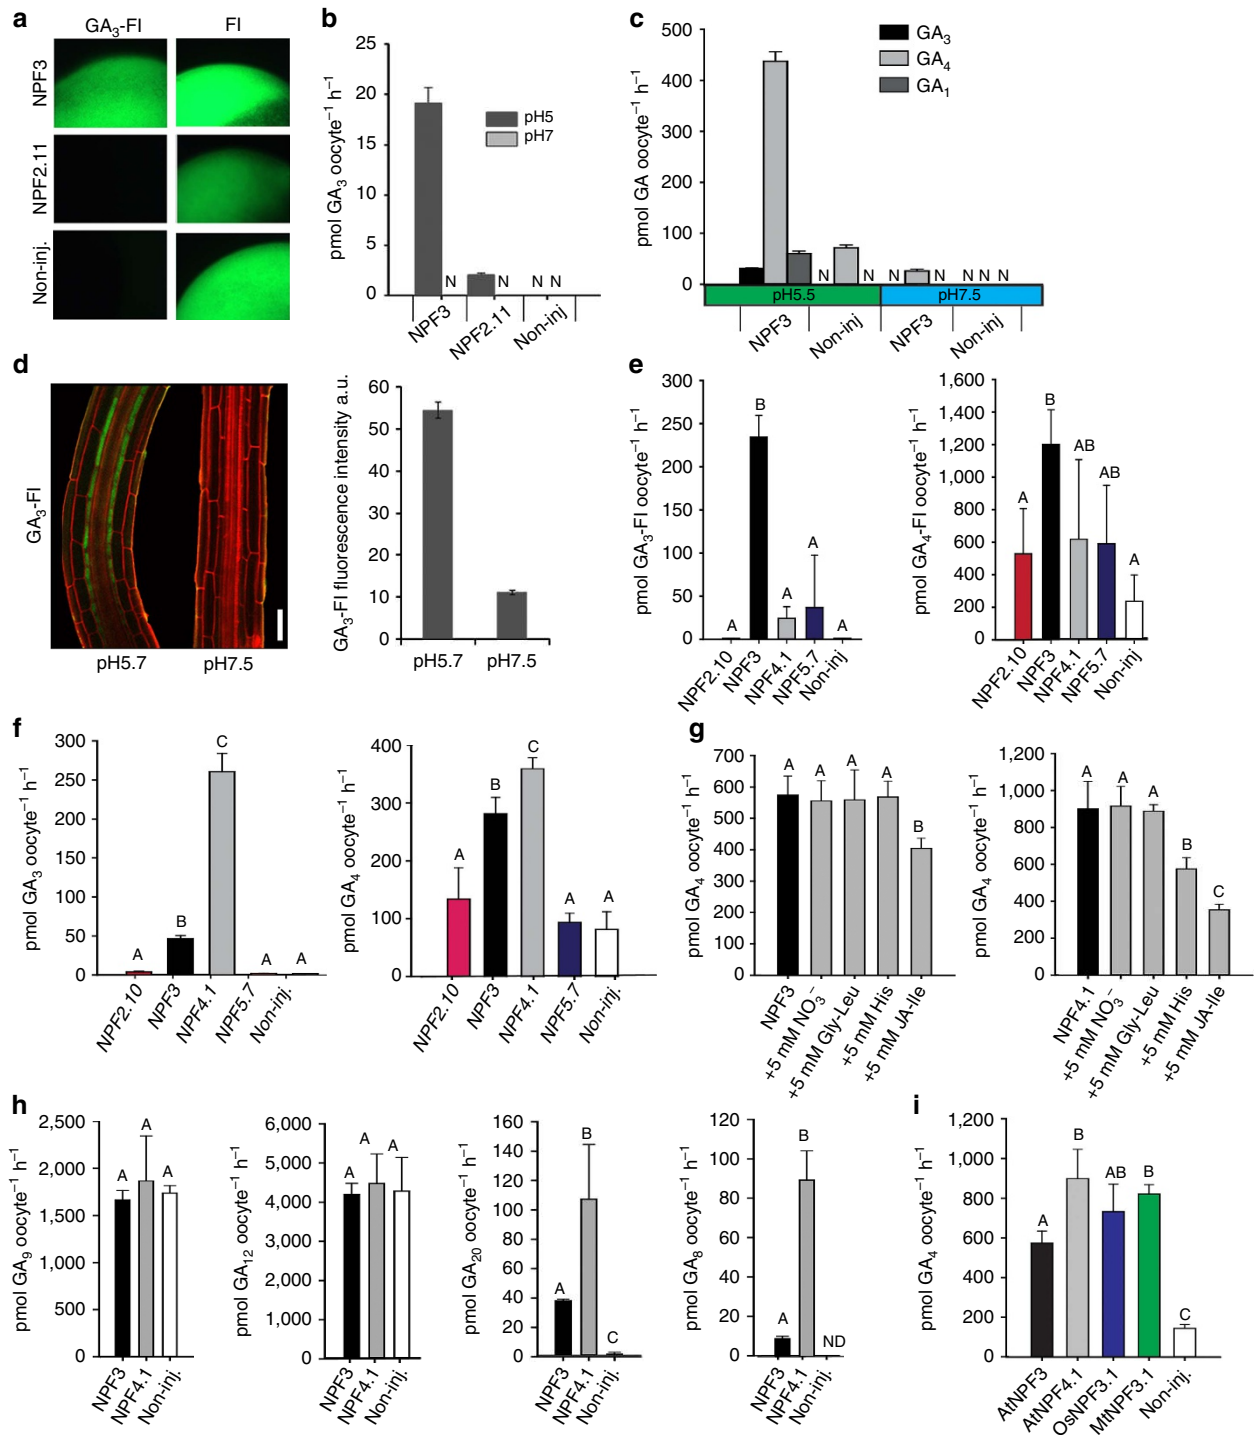 a
GA3-Fl
Fl
NPF3
NPF2.11
Non-inj.
b
pmol GA3 oocyte−1 h−1
25
20
15
10
5
0
pH5
pH7
N
N
N N
NPF3
NPF2.11
Non-inj
c
pmol GA oocyte−1 h−1
500
400
300
200
100
0
GA3
GA4
GA1
N
N
N
N
N N N
pH5.5
pH7.5
NPF3
Non-inj
NPF3
Non-inj
d
GA3-Fl
pH5.7
pH7.5
GA3-Fl fluorescence intensity a.u.
60
50
40
30
20
10
0
pH5.7
pH7.5
e
pmol GA3-Fl oocyte−1 h−1
300
250
200
150
100
50
0
A
B
A
A
A
NPF2.10
NPF3
NPF4.1
NPF5.7
Non-inj
pmol GA4-Fl oocyte−1 h−1
1,600
1,400
1,200
1,000
800
600
400
200
0
A
B
AB
AB
A
NPF2.10
NPF3
NPF4.1
NPF5.7
Non-inj
f
pmol GA3 oocyte−1 h−1
300
250
200
150
100
50
0
A
B
C
A
A
NPF2.10
NPF3
NPF4.1
NPF5.7
Non-inj.
pmol GA4 oocyte−1 h−1
400
300
200
100
0
A
B
C
A
A
NPF2.10
NPF3
NPF4.1
NPF5.7
Non-inj.
g
pmol GA4 oocyte−1 h−1
700
600
500
400
300
200
100
0
A
A
A
A
B
NPF3
+5 mM NO3−
+5 mM Gly-Leu
+5 mM His
+5 mM JA-Ile
pmol GA4 oocyte−1 h−1
1,200
1,000
800
600
400
200
0
A
A
A
B
C
NPF4.1
+5 mM NO3−
+5 mM Gly-Leu
+5 mM His
+5 mM JA-Ile
h
pmol GA9 oocyte−1 h−1
2,500
2,000
1,500
1,000
500
0
A
A
A
NPF3
NPF4.1
Non-inj.
pmol GA12 oocyte−1 h−1
6,000
5,000
4,000
3,000
2,000
1,000
0
A
A
A
NPF3
NPF4.1
Non-inj.
pmol GA20 oocyte−1 h−1
160
140
120
100
80
60
40
20
0
A
B
C
NPF3
NPF4.1
Non-inj.
pmol GA8 oocyte−1 h−1
120
100
80
60
40
20
0
A
B
ND
NPF3
NPF4.1
Non-inj.
i
pmol GA4 oocyte−1 h−1
1,200
1,000
800
600
400
200
0
A
B
AB
B
C
AtNPF3
AtNPF4.1
OsNPF3.1
MtNPF3.1
Non-inj.